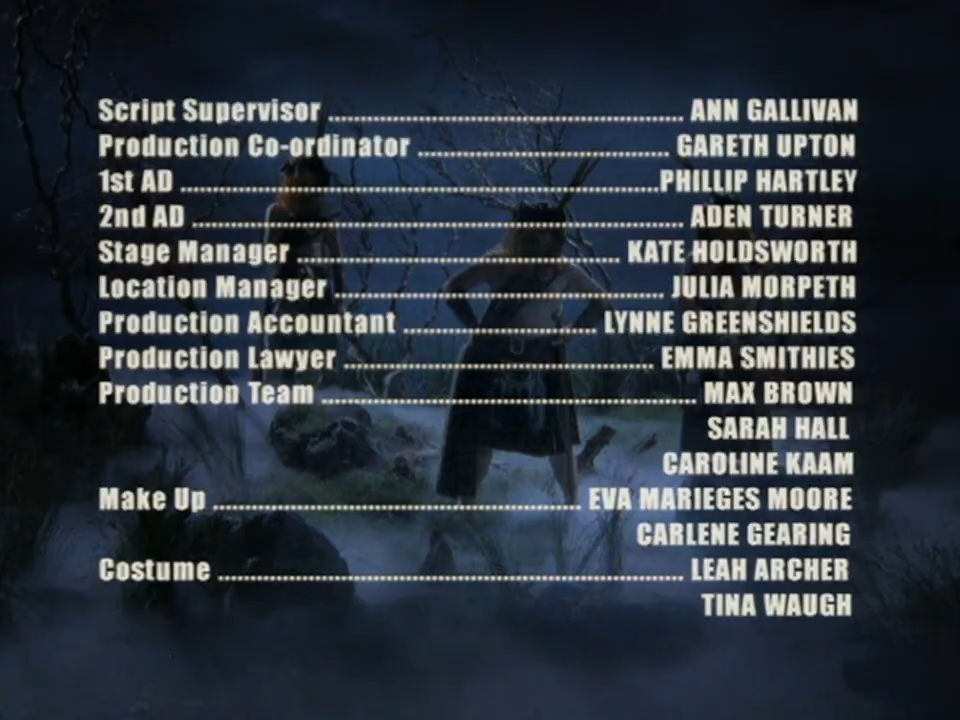 Script Supervisor ........................................................ ANN GALLIVAN
Production Co-ordinator ....................................... GARETH UPTON
1st AD ...........................................................................PHILLIP HARTLEY
2nd AD ............................................................................. ADEN TURNER
Stage Manager ................................................... KATE HOLDSWORTH
Location Manager .................................................... JULIA MORPETH
Production Accountant .............................. LYNNE GREENSHIELDS
Production Lawyer ................................................. EMMA SMITHIES
Production Team ........................................................... MAX BROWN
SARAH HALL
CAROLINE KAAM
Make Up .......................................................... EVA MARIEGES MOORE
CARLENE GEARING
Costume ......................................................................... LEAH ARCHER
TINA WAUGH